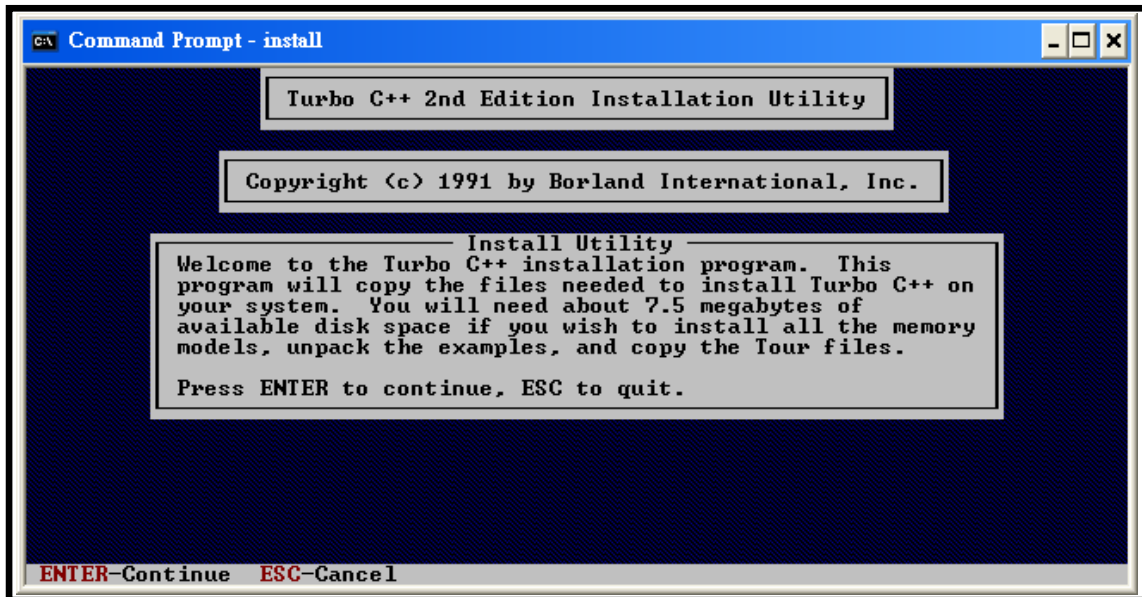 Command Prompt - install
Turbo C++ 2nd Edition Installation Utility
Copyright (c) 1991 by Borland International, Inc.
Install Utility
Welcome to the Turbo C++ installation program.  This
program will copy the files needed to install Turbo C++ on
your system.  You will need about 7.5 megabytes of
available disk space if you wish to install all the memory
models, unpack the examples, and copy the Tour files.
Press ENTER to continue, ESC to quit.
ENTER-Continue  ESC-Cancel